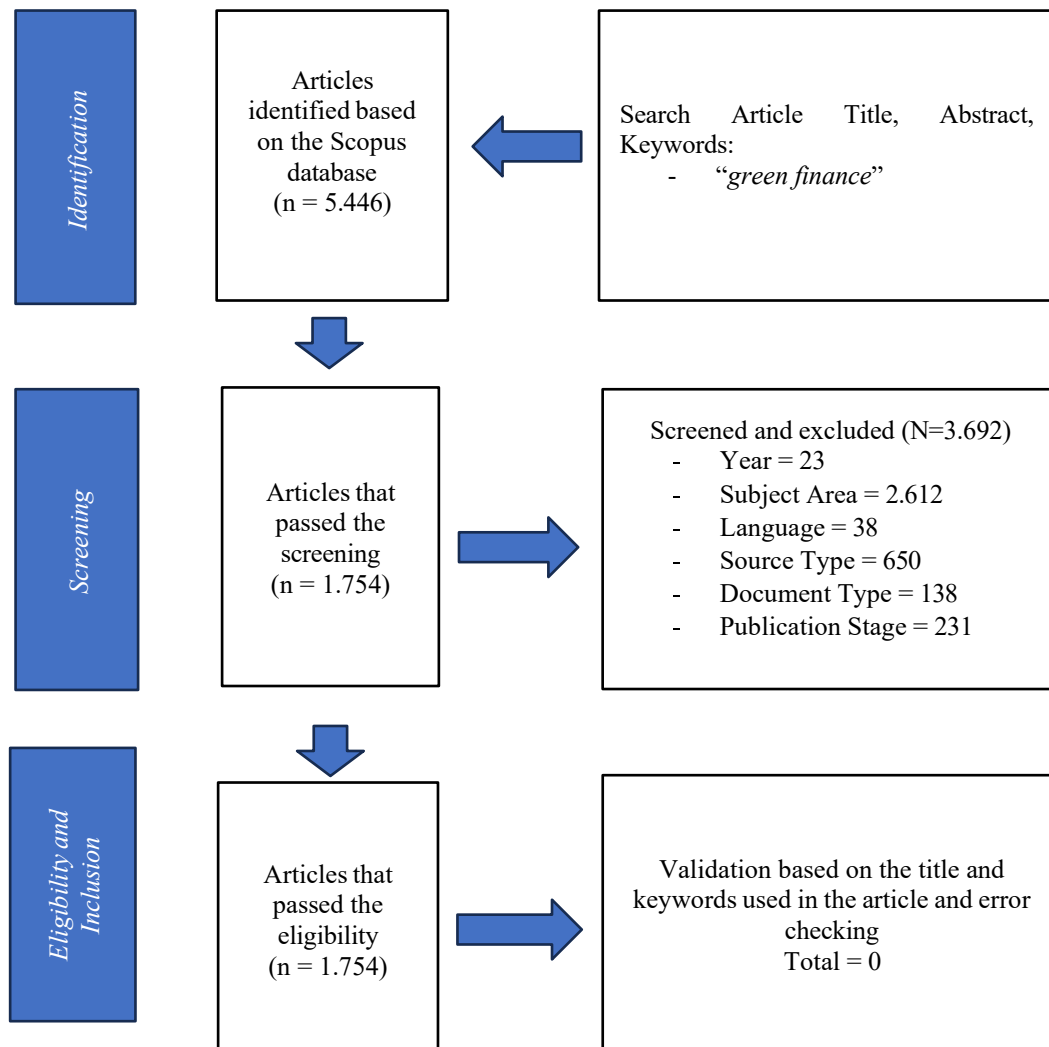 Identification
Articles
identified based
on the Scopus
database
(n = 5.446)
Search Article Title, Abstract,
Keywords:
- “green finance”
Screening
Articles that
passed the
screening
(n = 1.754)
Screened and excluded (N=3.692)
- Year = 23
- Subject Area = 2.612
- Language = 38
- Source Type = 650
- Document Type = 138
- Publication Stage = 231
Eligibility and
Inclusion
Articles that
passed the
eligibility
(n = 1.754)
Validation based on the title and
keywords used in the article and error
checking
Total = 0